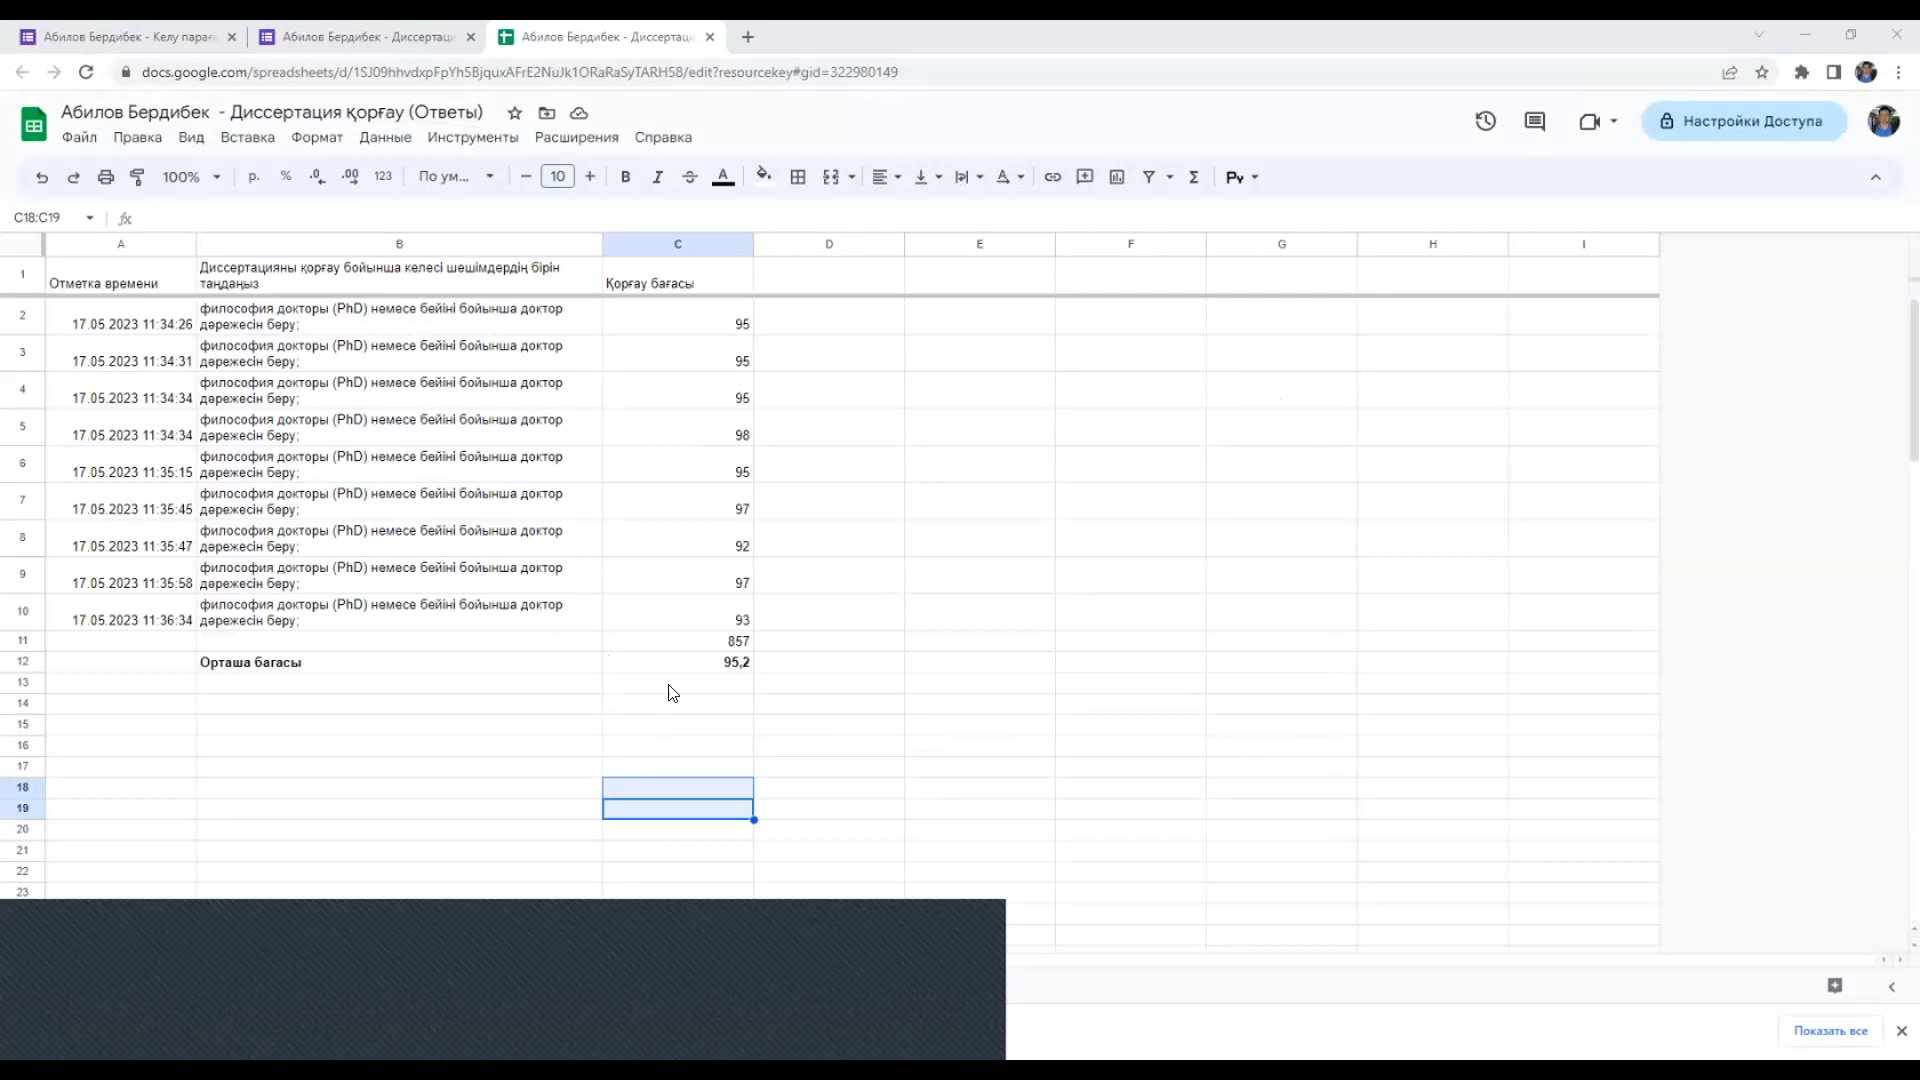 Абилов Бердибек - Келу параг
Абилов Бердибек - Диссертаци
Абилов Бердибек - Диссертаци
docs.google.com/spreadsheets/d/1SJ09hhvdxpFpYh5BjquxAFrE2NuJk1ORaRaSyTARH58/edit?resourcekey#gid=322980149
Абилов Бердибек - Диссертация қорғау (Ответы)
Файл Правка Вид Вставка Формат Данные Инструменты Расширения Справка
Настройки Доступа
100% р. % .0 .00 123 По ум... 10 B I A Σ Ру
C18:C19 fx
A B C D E F G H I
1 Отметка времени Диссертацияны қорғау бойынша келесі шешімдердің бірін
таңдаңыз Қорғау бағасы
2 17.05.2023 11:34:26 философия докторы (PhD) немесе бейіні бойынша доктор
дәрежесін беру; 95
3 17.05.2023 11:34:31 философия докторы (PhD) немесе бейіні бойынша доктор
дәрежесін беру; 95
4 17.05.2023 11:34:34 философия докторы (PhD) немесе бейіні бойынша доктор
дәрежесін беру; 95
5 17.05.2023 11:34:34 философия докторы (PhD) немесе бейіні бойынша доктор
дәрежесін беру; 98
6 17.05.2023 11:35:15 философия докторы (PhD) немесе бейіні бойынша доктор
дәрежесін беру; 95
7 17.05.2023 11:35:45 философия докторы (PhD) немесе бейіні бойынша доктор
дәрежесін беру; 97
8 17.05.2023 11:35:47 философия докторы (PhD) немесе бейіні бойынша доктор
дәрежесін беру; 92
9 17.05.2023 11:35:58 философия докторы (PhD) немесе бейіні бойынша доктор
дәрежесін беру; 97
10 17.05.2023 11:36:34 философия докторы (PhD) немесе бейіні бойынша доктор
дәрежесін беру; 93
11 857
12 Орташа бағасы 95,2
13
14
15
16
17
18
19
20
21
22
23
Показать все